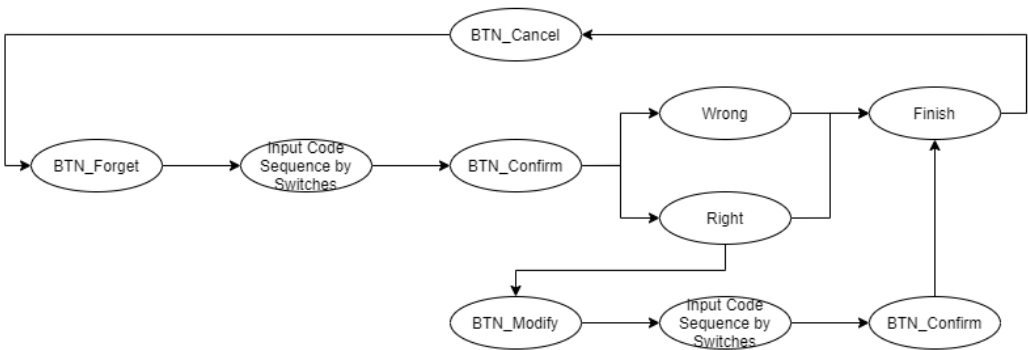 BTN_Cancel
Wrong
Finish
BTN_Forget
Input Code
Sequence by
Switches
BTN_Confirm
Right
BTN_Modify
Input Code
Sequence by
Switches
BTN_Confirm